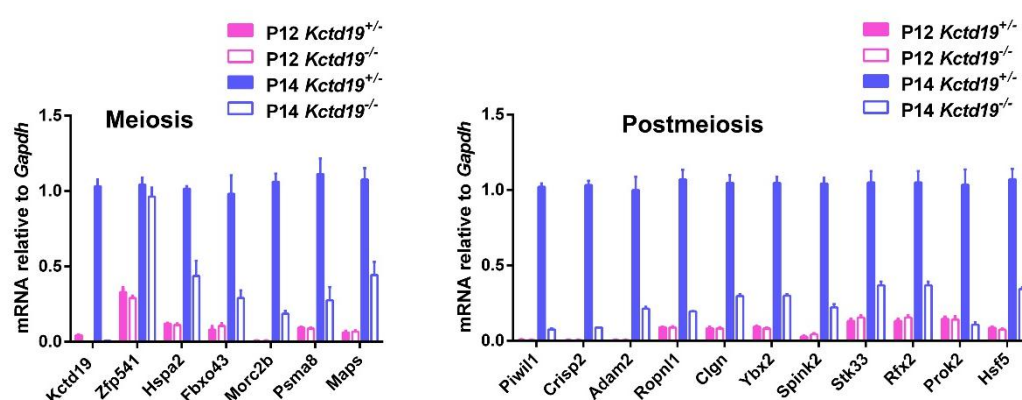 P12 Kctd19+/-
P12 Kctd19-/-
P14 Kctd19+/-
P14 Kctd19-/-
Meiosis
mRNA relative to Gapdh
1.5
1.0
0.5
0.0
Kctd19
Zfp541
Hspa2
Fbxo43
Morc2b
Psma8
Maps
P12 Kctd19+/-
P12 Kctd19-/-
P14 Kctd19+/-
P14 Kctd19-/-
Postmeiosis
mRNA relative to Gapdh
1.5
1.0
0.5
0.0
Piwil1
Crisp2
Adam2
Ropnl1
Clgn
Ybx2
Spink2
Stk33
Rfx2
Prok2
Hsf5